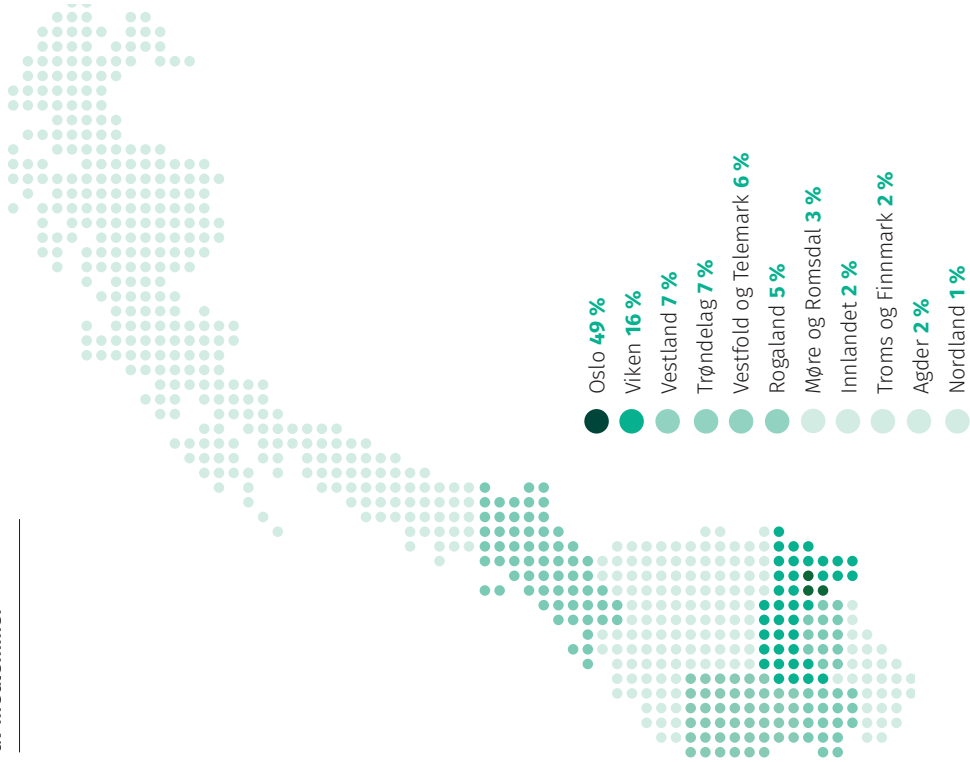 Oslo 49 %
Viken 16 %
Vestland 7 %
Trøndelag 7 %
Vestfold og Telemark 6 %
Rogaland 5 %
Møre og Romsdal 3 %
Innlandet 2 %
Troms og Finnmark 2 %
Agder 2 %
Nordland 1 %